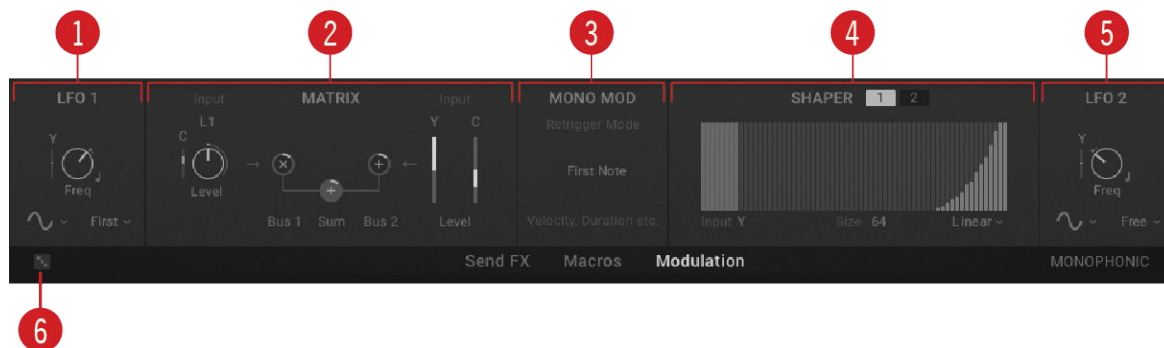 1 2 3 4 5
LFO 1 Input MATRIX Input MONO MOD SHAPER 1 2 LFO 2
L1 Y C Retrigger Mode
Y C Y
First Note
Freq Level Freq
Bus 1 Sum Bus 2 Level Velocity, Duration etc. Input Y Size 64 Linear
First Free
Send FX Macros Modulation MONOPHONIC
6